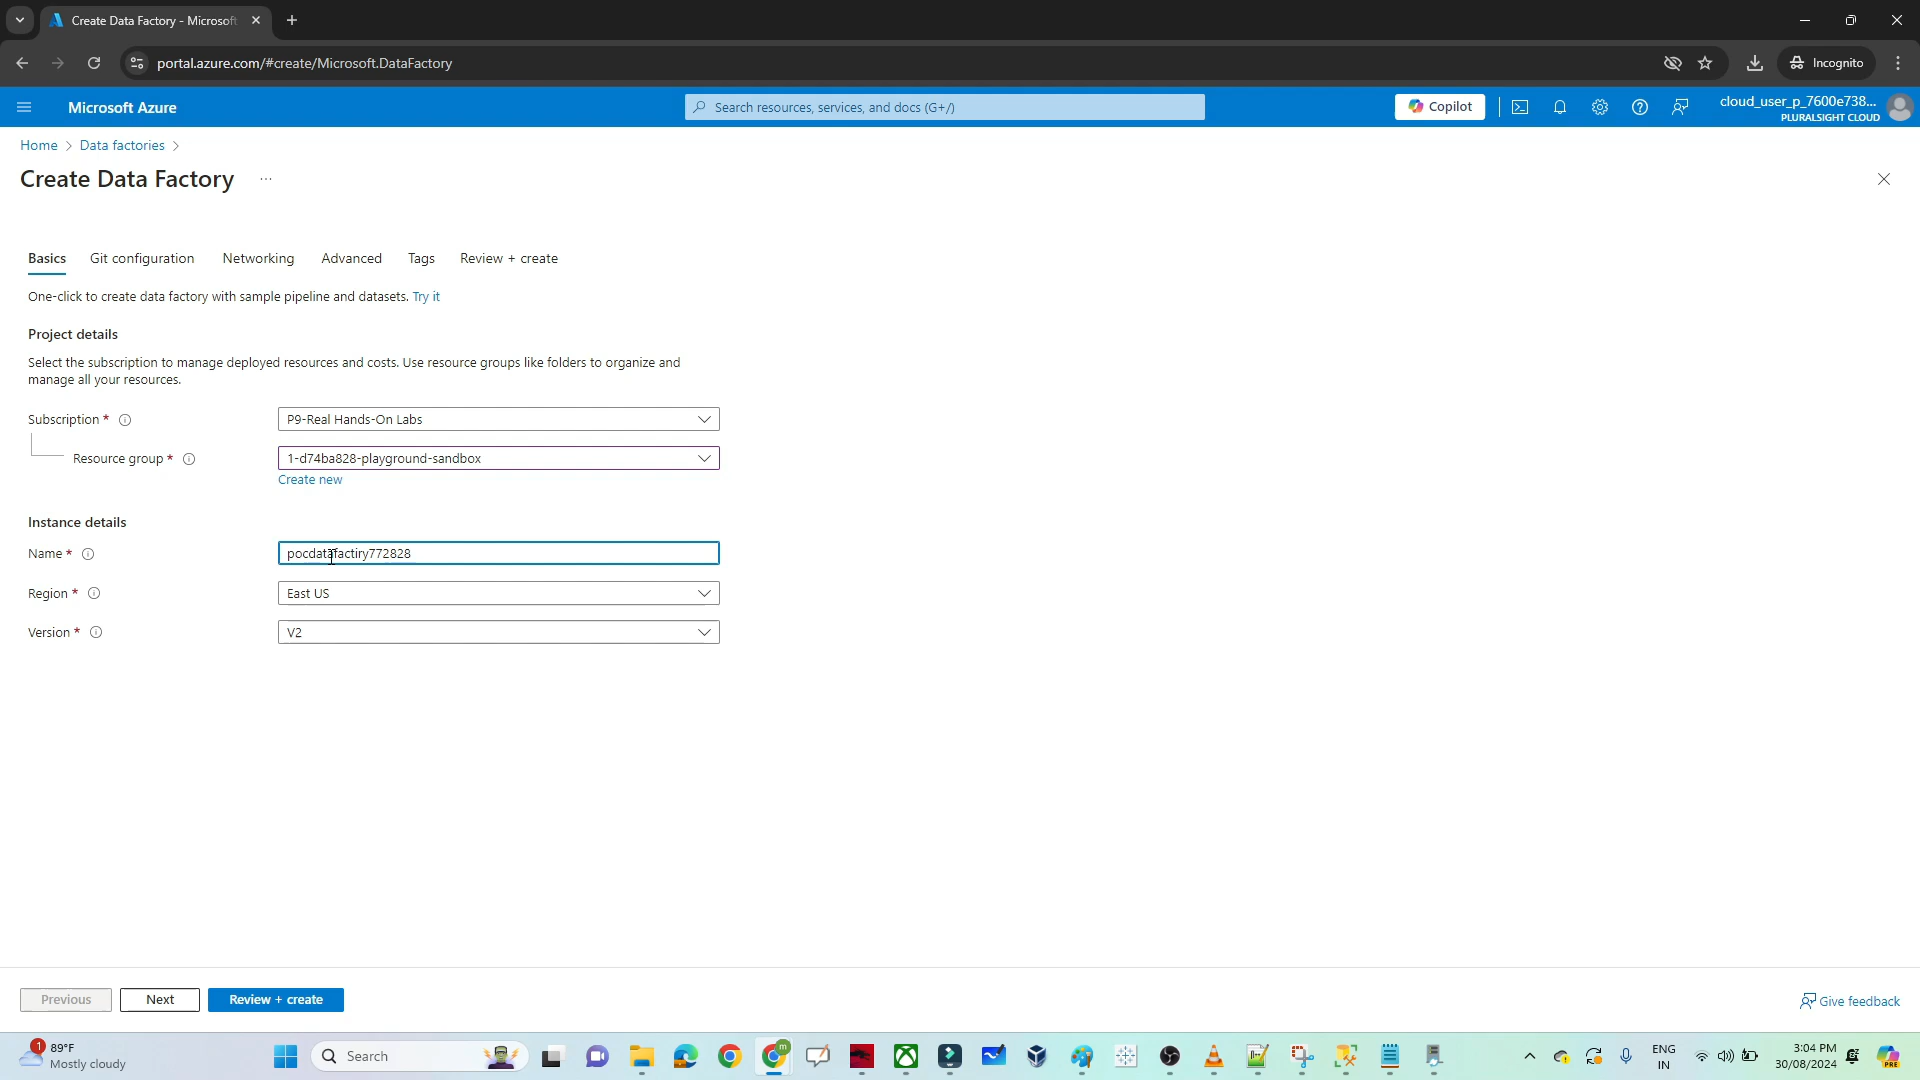 Create Data Factory - Microsoft
portal.azure.com/#create/Microsoft.DataFactory
Incognito
Microsoft Azure
Search resources, services, and docs (G+/)
Copilot
cloud_user_p_7600e738...
PLURALSIGHT CLOUD
Home > Data factories >
Create Data Factory ...
Basics Git configuration Networking Advanced Tags Review + create
One-click to create data factory with sample pipeline and datasets. Try it
Project details
Select the subscription to manage deployed resources and costs. Use resource groups like folders to organize and
manage all your resources.
Subscription *
P9-Real Hands-On Labs
Resource group *
1-d74ba828-playground-sandbox
Create new
Instance details
Name *
pocdatafactiry772828
Region *
East US
Version *
V2
Previous Next Review + create
Give feedback
1
89°F
Mostly cloudy
Search
m
ENG
IN
3:04 PM
30/08/2024
PRE